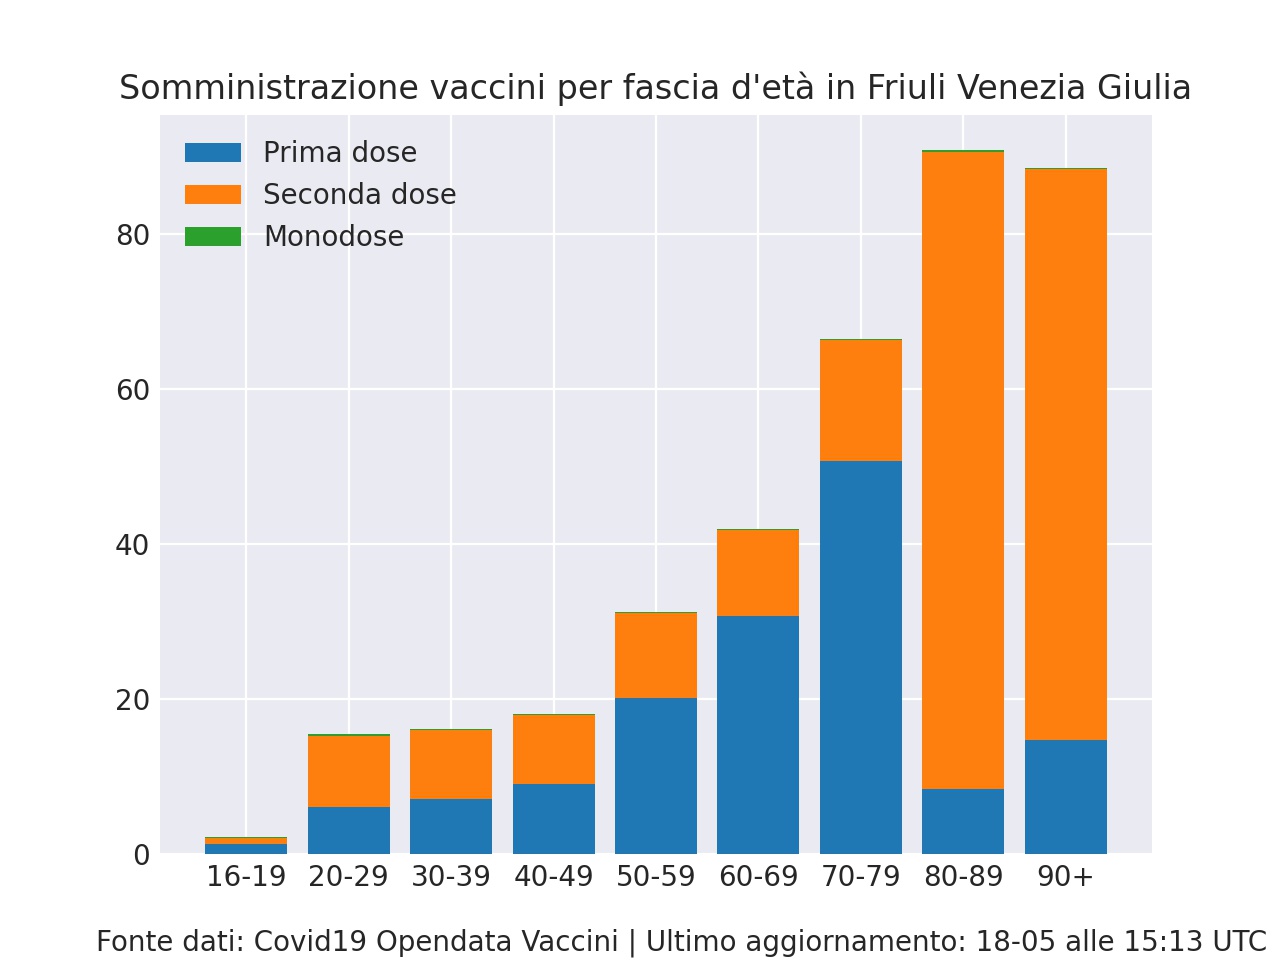 Somministrazione vaccini per fascia d'età in Friuli Venezia Giulia
Prima dose
Seconda dose
Monodose
80
60
40
20
0
16-19 20-29 30-39 40-49 50-59 60-69 70-79 80-89 90+
Fonte dati: Covid19 Opendata Vaccini | Ultimo aggiornamento: 18-05 alle 15:13 UTC